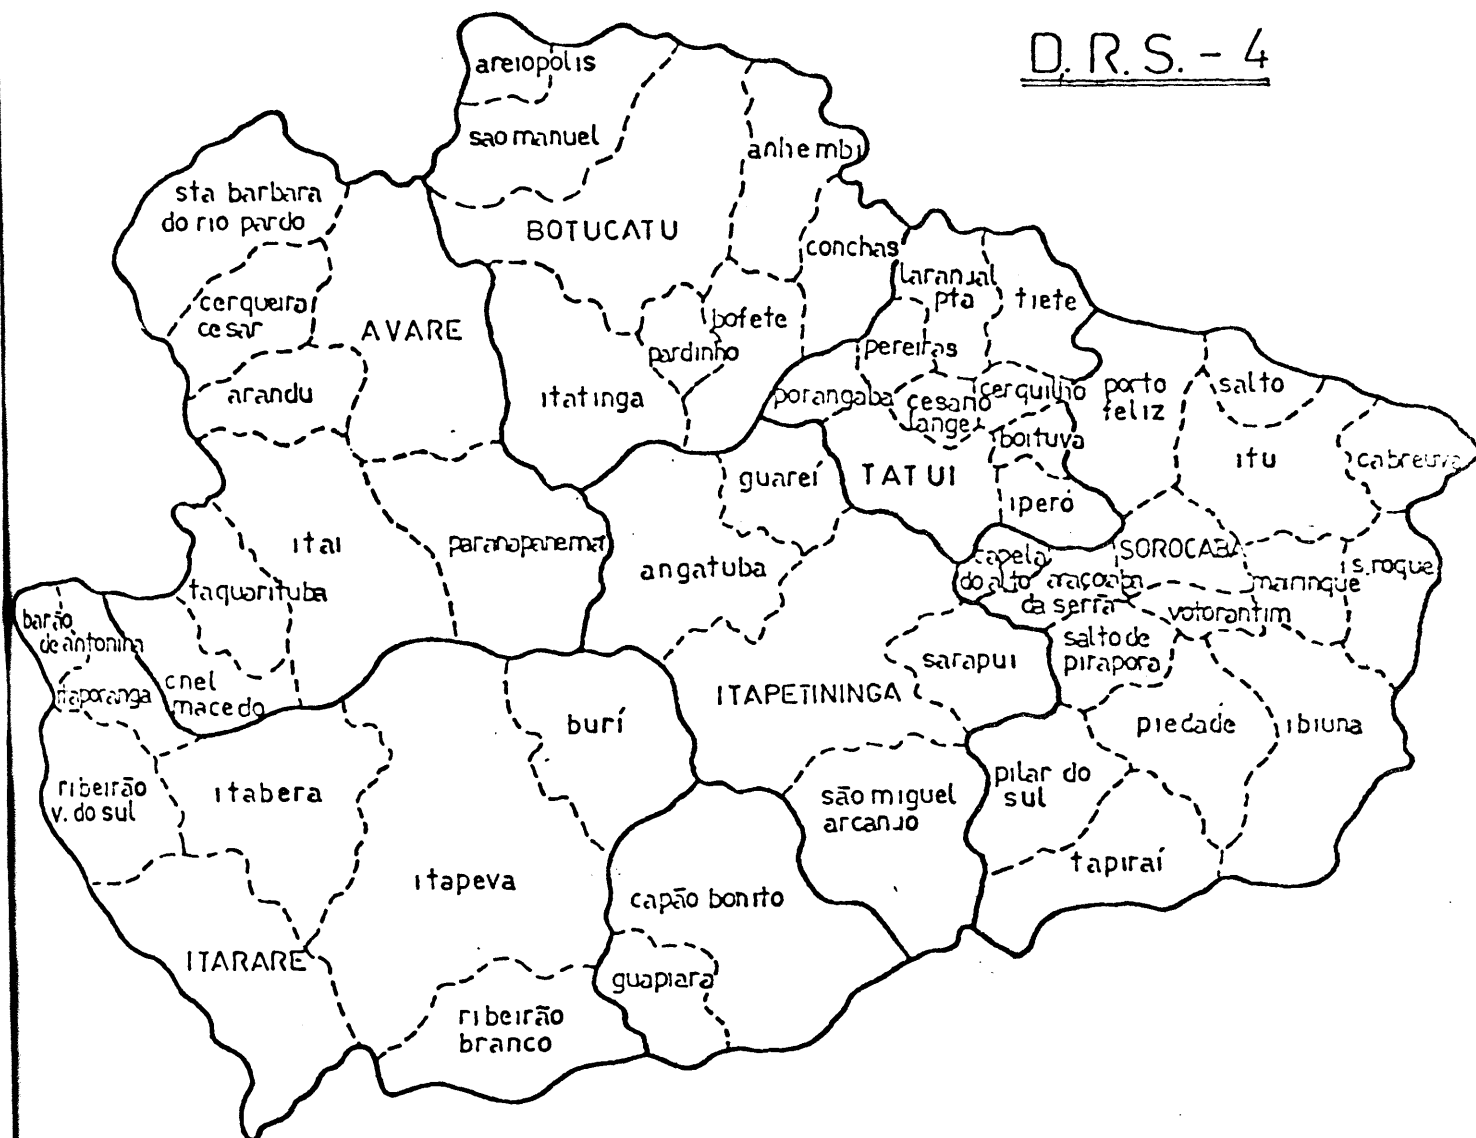 D.R.S.-4
areiopolis
sao manuel
anhembi
sta barbara
do rio pardo
BOTUCATU
conchas
laranjal
pta
tiete
cerqueira
cesar
AVARE
bofete
pardinho
pereiras
arandu
itatinga
porangaba
cesario
lange
cerquilho
porto
feliz
salto
boituva
itu
cabreuva
guareí
TATUI
iperó
itai
paranapanema
angatuba
capela
do alto
araçoaba
da serra
SOROCABA
mairinque
s.roque
votorantim
taquarituba
barão
de antonina
salto de
pirapora
sarapui
itaporanga
cnel
macedo
ITAPETININGA
burí
piedade
ibiuna
ribeirão
v. do sul
itabera
pilar do
sul
são miguel
arcanjo
itapeva
tapiraí
capão bonito
ITARARE
guapiara
ribeirão
branco